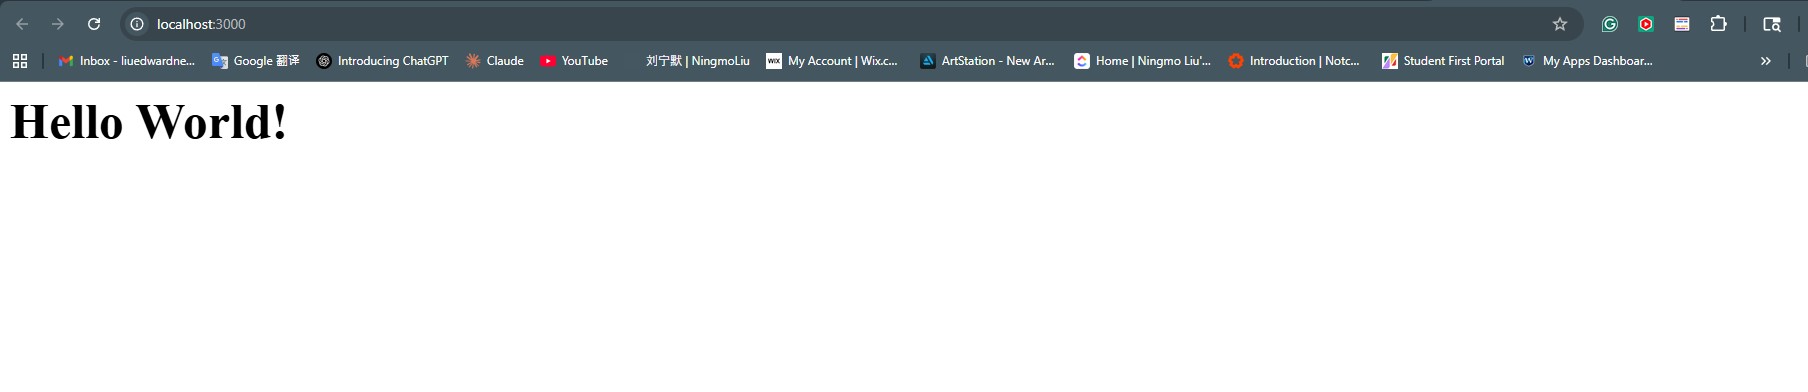 localhost:3000
Inbox - liuedwardne... Google 翻译 Introducing ChatGPT Claude YouTube 刘宁默 | NingmoLiu WIX My Account | Wix.c... ArtStation - New Ar... Home | Ningmo Liu'... Introduction | Notc... Student First Portal My Apps Dashboar...
Hello World!